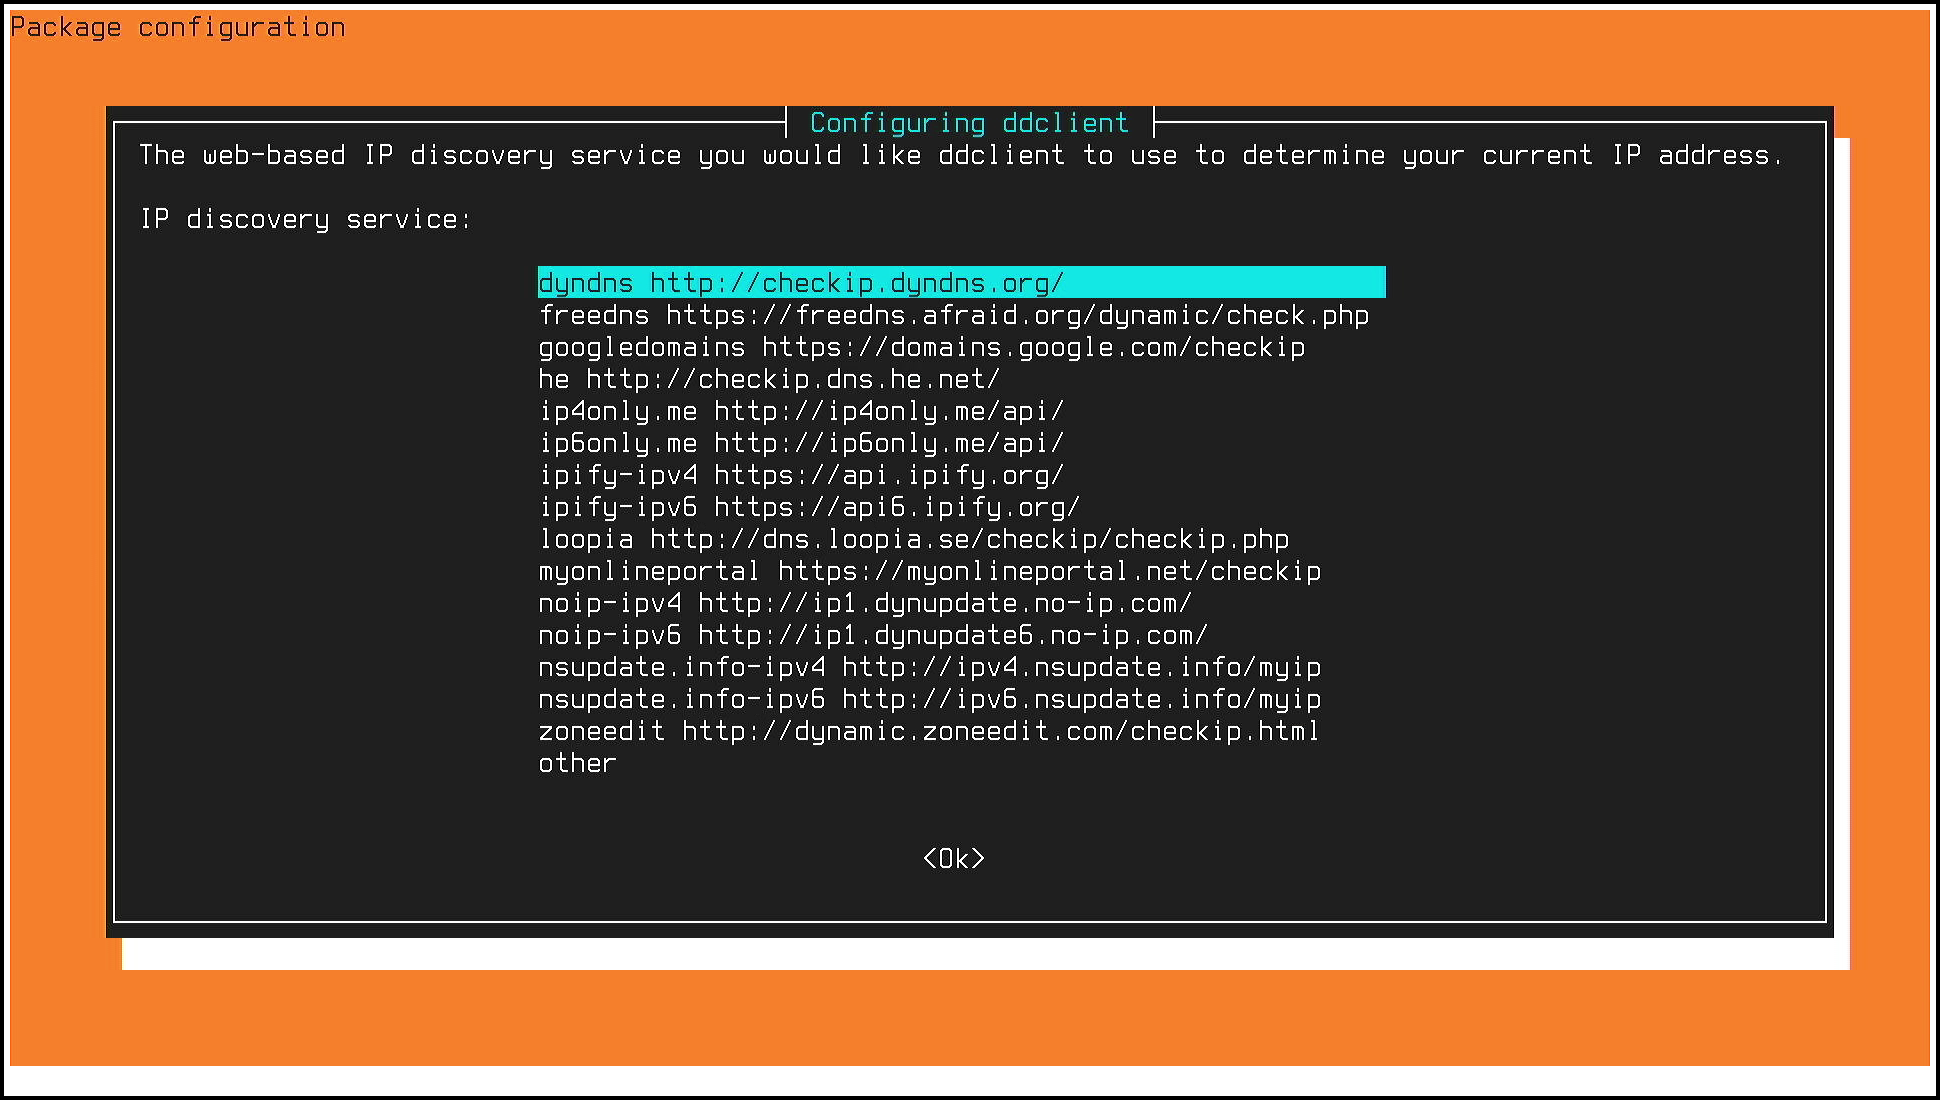 Package configuration
Configuring ddclient
The web-based IP discovery service you would like ddclient to use to determine your current IP address.
IP discovery service:
dyndns http://checkip.dyndns.org/
freedns https://freedns.afraid.org/dynamic/check.php
googledomains https://domains.google.com/checkip
he http://checkip.dns.he.net/
ip4only.me http://ip4only.me/api/
ip6only.me http://ip6only.me/api/
ipify-ipv4 https://api.ipify.org/
ipify-ipv6 https://api6.ipify.org/
loopia http://dns.loopia.se/checkip/checkip.php
myonlineportal https://myonlineportal.net/checkip
noip-ipv4 http://ip1.dynupdate.no-ip.com/
noip-ipv6 http://ip1.dynupdate6.no-ip.com/
nsupdate.info-ipv4 http://ipv4.nsupdate.info/myip
nsupdate.info-ipv6 http://ipv6.nsupdate.info/myip
zoneedit http://dynamic.zoneedit.com/checkip.html
other
<Ok>